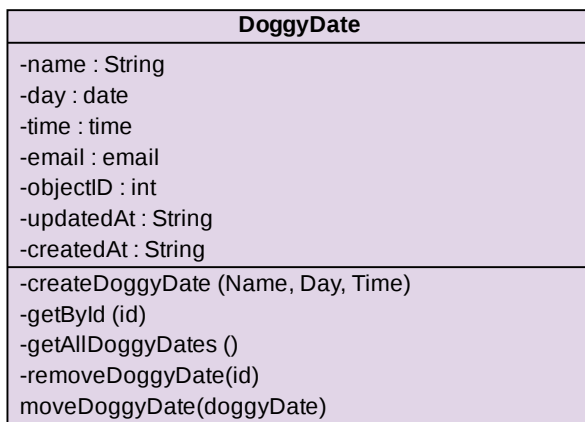 DoggyDate
-name : String
-day : date
-time : time
-email : email
-objectID : int
-updatedAt : String
-createdAt : String
-createDoggyDate (Name, Day, Time)
-getById (id)
-getAllDoggyDates ()
-removeDoggyDate(id)
moveDoggyDate(doggyDate)